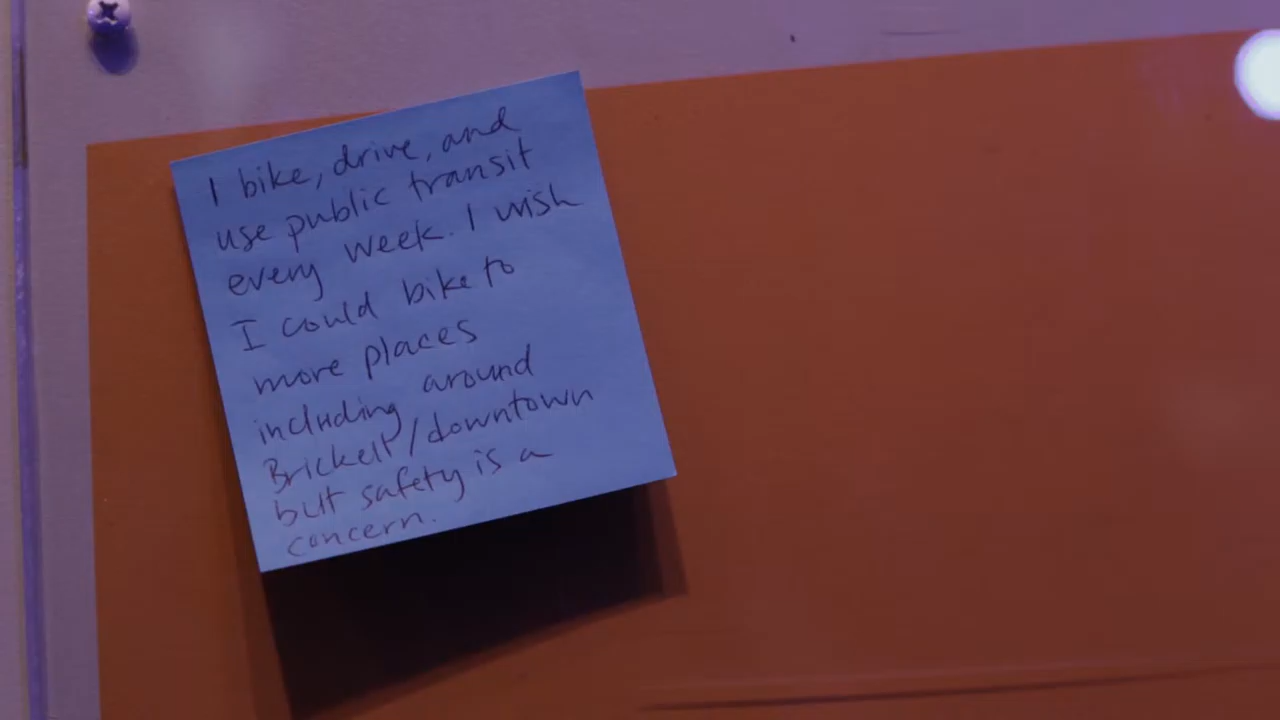 I bike, drive, and
use public transit
every week. I wish
I could bike to
more places
including around
Brickell/downtown
but safety is a
concern.